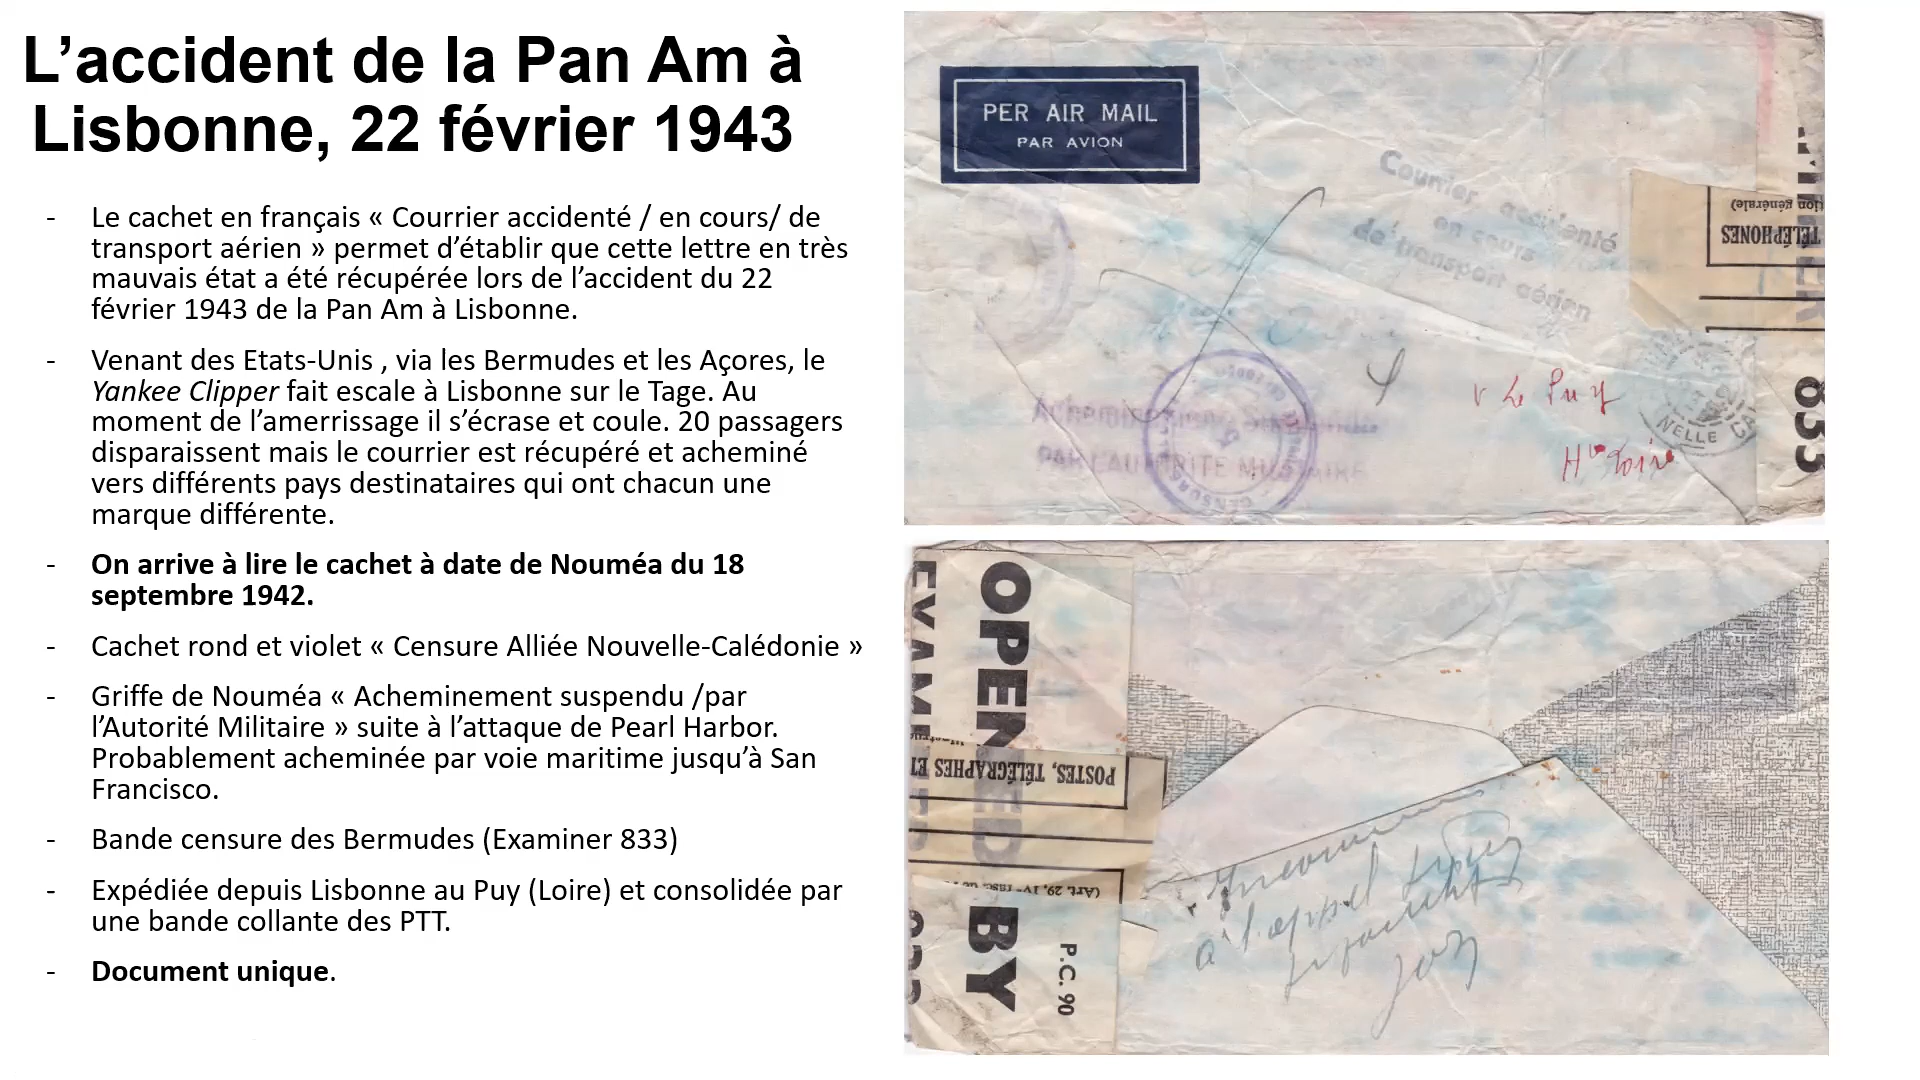 L’accident de la Pan Am à
Lisbonne, 22 février 1943
- Le cachet en français « Courrier accidenté / en cours/ de
transport aérien » permet d’établir que cette lettre en très
mauvais état a été récupérée lors de l’accident du 22
février 1943 de la Pan Am à Lisbonne.
- Venant des Etats-Unis , via les Bermudes et les Açores, le
Yankee Clipper fait escale à Lisbonne sur le Tage. Au
moment de l’amerrissage il s’écrase et coule. 20 passagers
disparaissent mais le courrier est récupéré et acheminé
vers différents pays destinataires qui ont chacun une
marque différente.
- On arrive à lire le cachet à date de Nouméa du 18
septembre 1942.
- Cachet rond et violet « Censure Alliée Nouvelle-Calédonie »
- Griffe de Nouméa « Acheminement suspendu /par
l’Autorité Militaire » suite à l’attaque de Pearl Harbor.
Probablement acheminée par voie maritime jusqu’à San
Francisco.
- Bande censure des Bermudes (Examiner 833)
- Expédiée depuis Lisbonne au Puy (Loire) et consolidée par
une bande collante des PTT.
- Document unique.
PER AIR MAIL
PAR AVION
Courrier accidenté
en cours
de transport aérien
TÉLÉPHONES
Le Puy
Hte Loire
PAR L'AUTORITE MILITAIRE
833
OPENED BY
P.C. 90
POSTES, TÉLÉGRAPHES ET
à l'appel